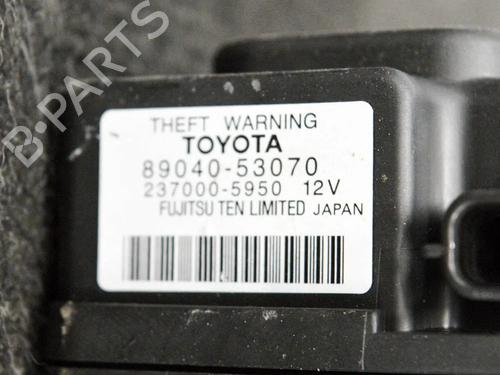 B-PARTS
THEFT WARNING
TOYOTA
89040-53070
237000-5950 12V
FUJITSU TEN LIMITED JAPAN